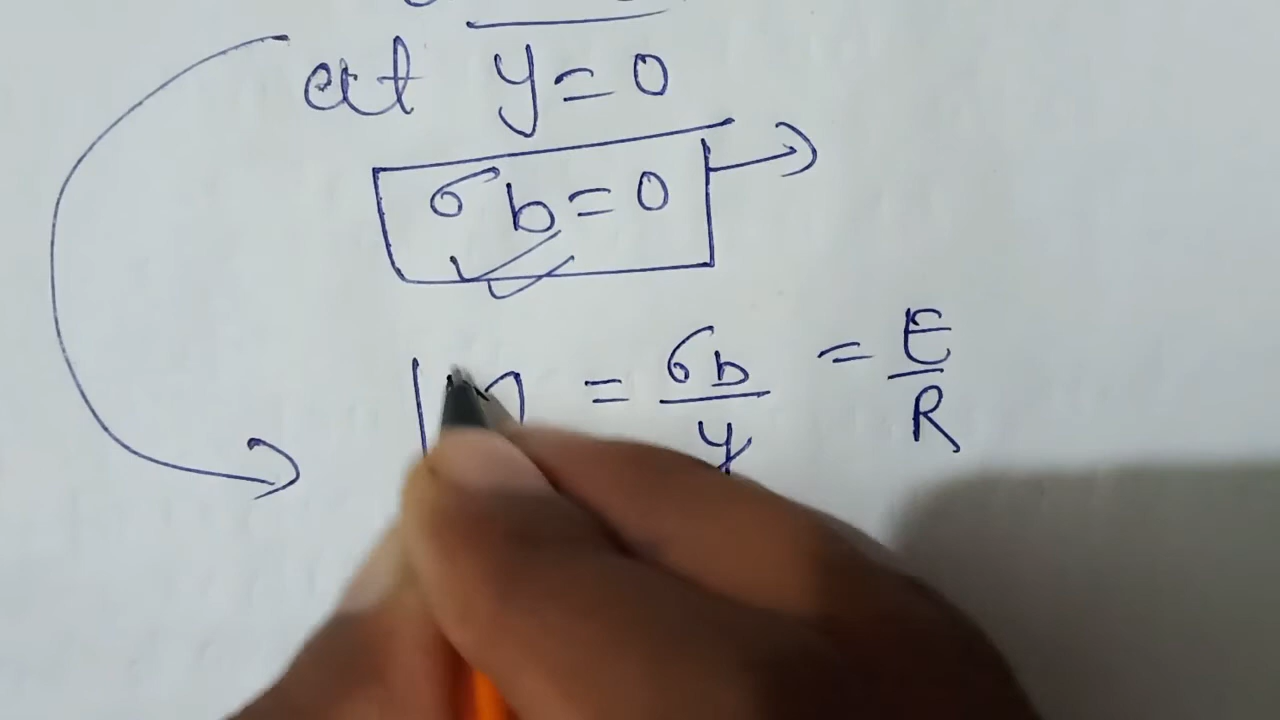 at y = 0
σb = 0
= σb/y = E/R